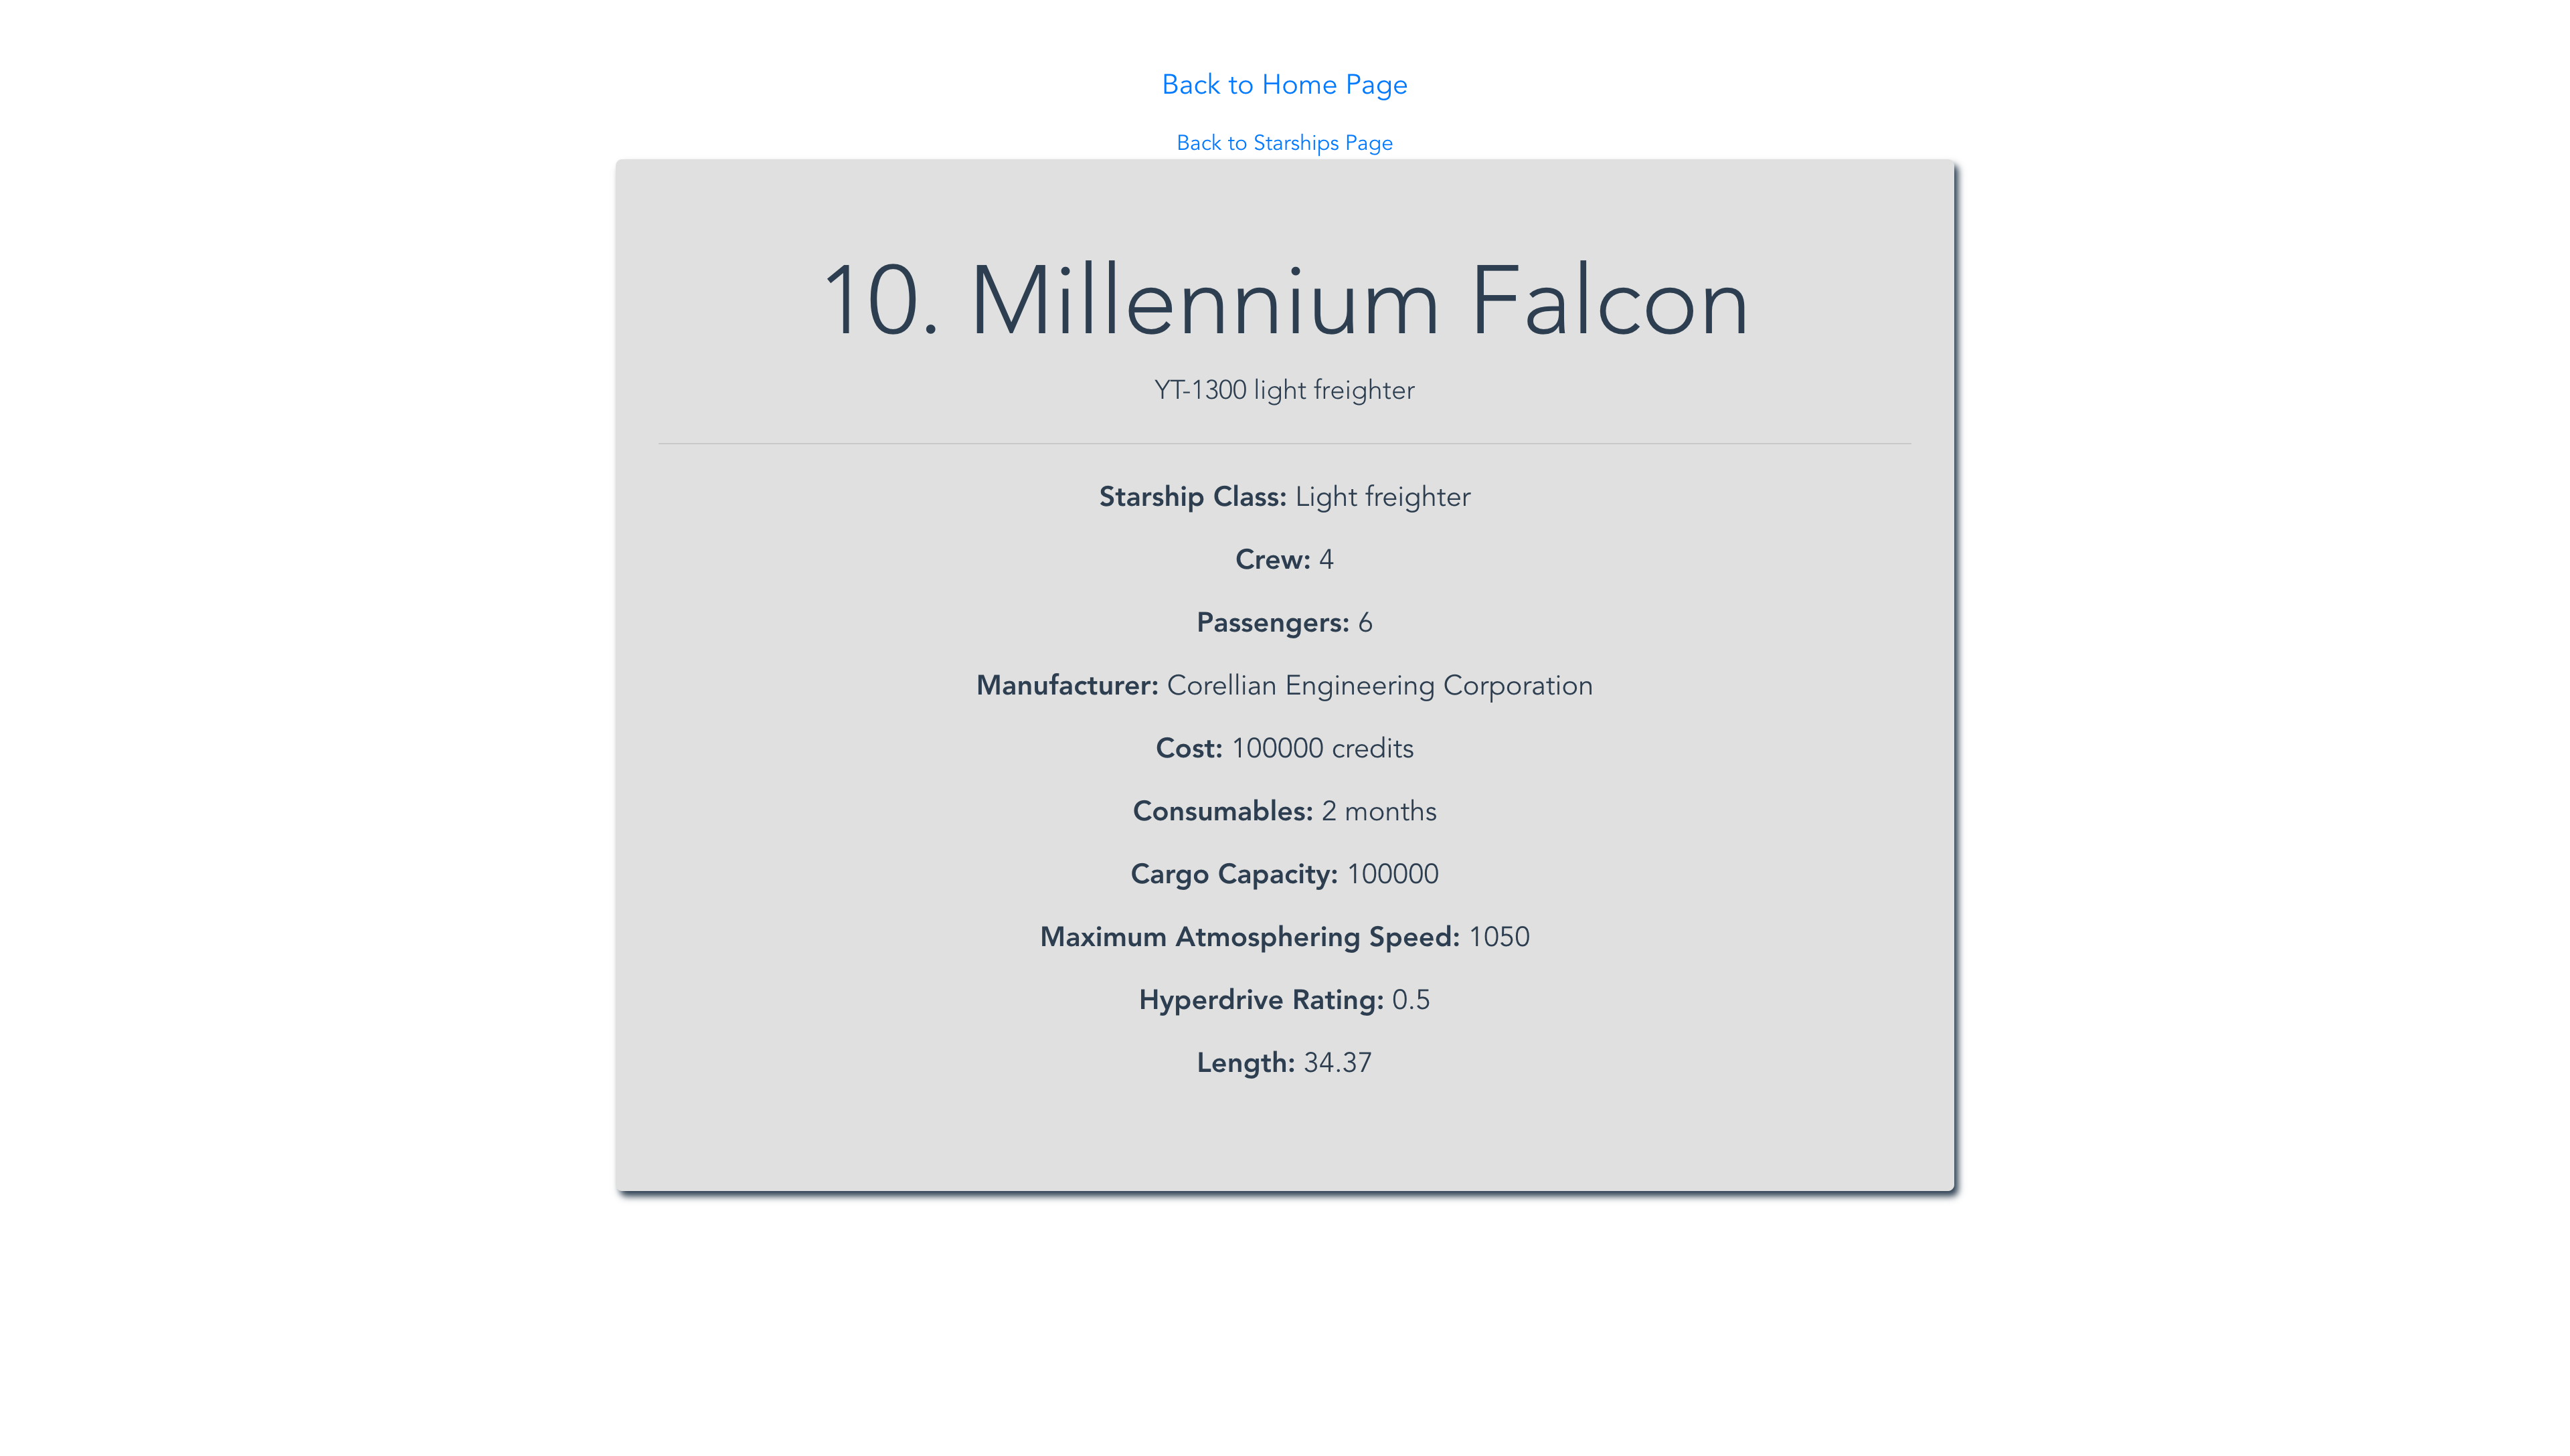 Back to Home Page
Back to Starships Page
10. Millennium Falcon
YT-1300 light freighter
Starship Class: Light freighter
Crew: 4
Passengers: 6
Manufacturer: Corellian Engineering Corporation
Cost: 100000 credits
Consumables: 2 months
Cargo Capacity: 100000
Maximum Atmosphering Speed: 1050
Hyperdrive Rating: 0.5
Length: 34.37